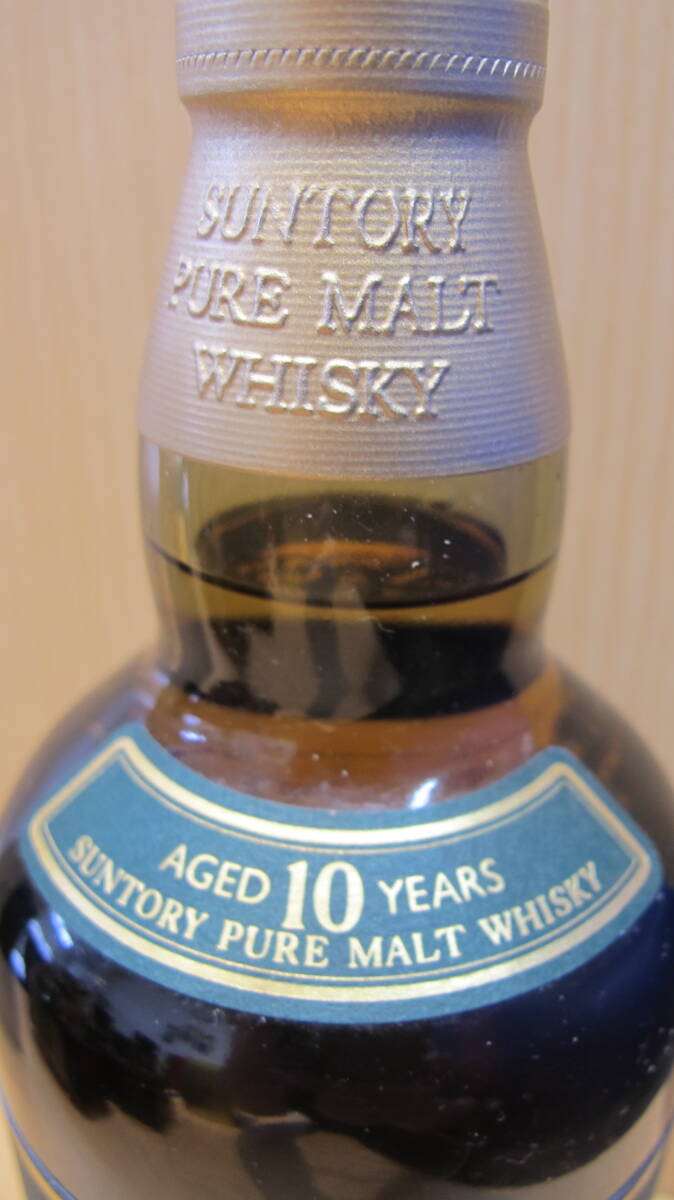 SUNTORY
PURE MALT
WHISKY
AGED 10 YEARS
SUNTORY PURE MALT WHISKY